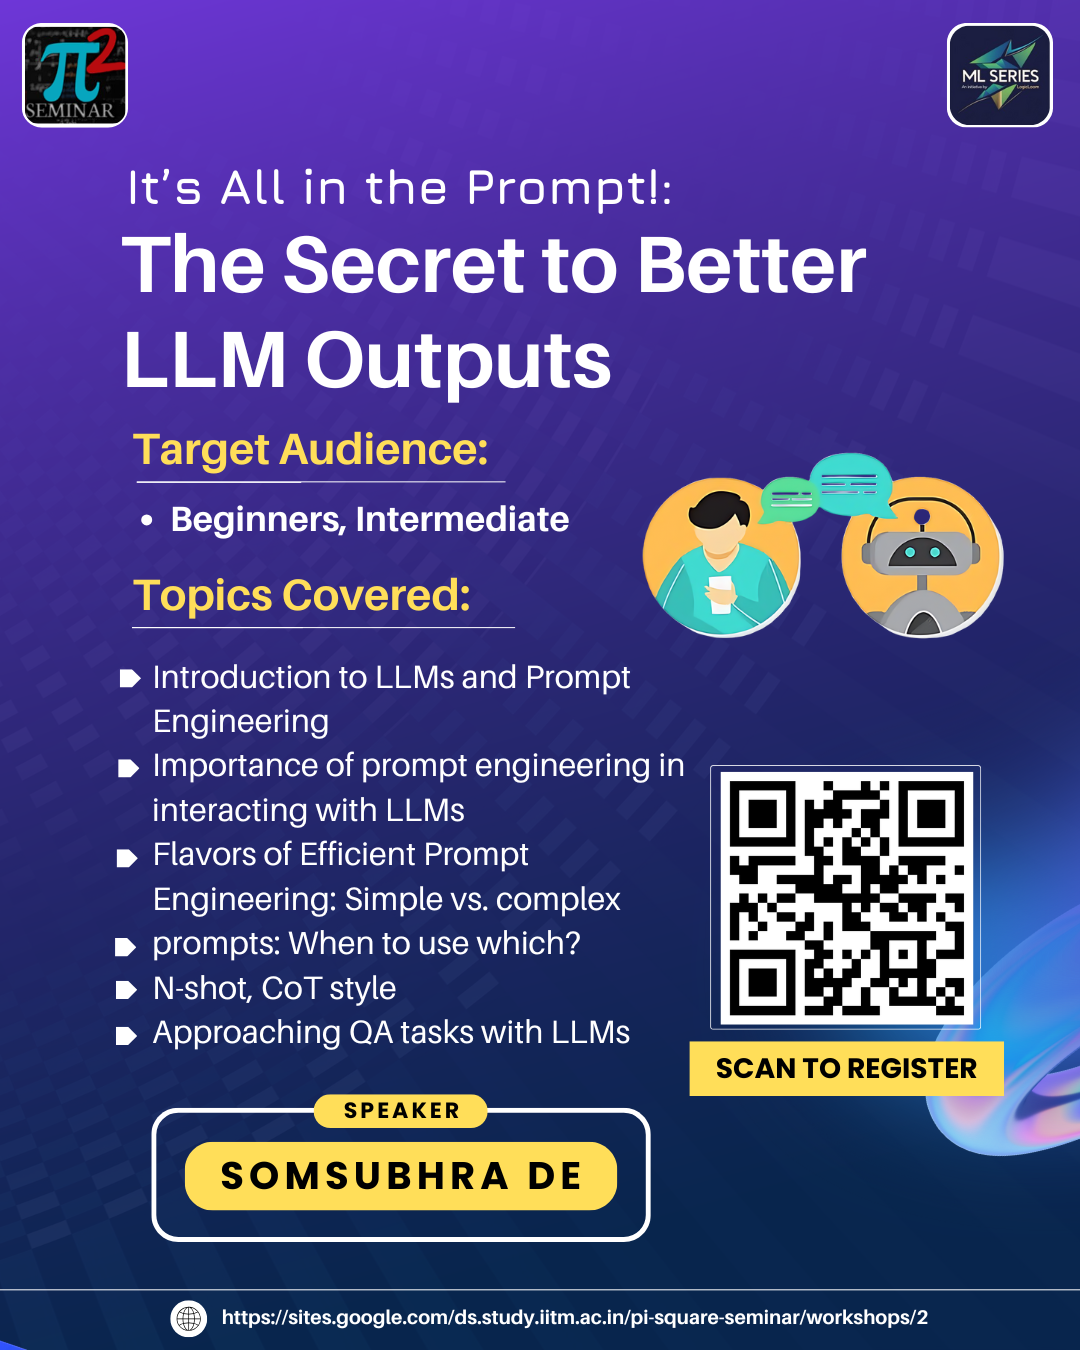 π2
SEMINAR
ML SERIES
It's All in the Prompt!:
The Secret to Better
LLM Outputs
Target Audience:
• Beginners, Intermediate
Topics Covered:
Introduction to LLMs and Prompt
Engineering
Importance of prompt engineering in
interacting with LLMs
Flavors of Efficient Prompt
Engineering: Simple vs. complex
prompts: When to use which?
N-shot, CoT style
Approaching QA tasks with LLMs
SCAN TO REGISTER
SPEAKER
SOMSUBHRA DE
https://sites.google.com/ds.study.iitm.ac.in/pi-square-seminar/workshops/2